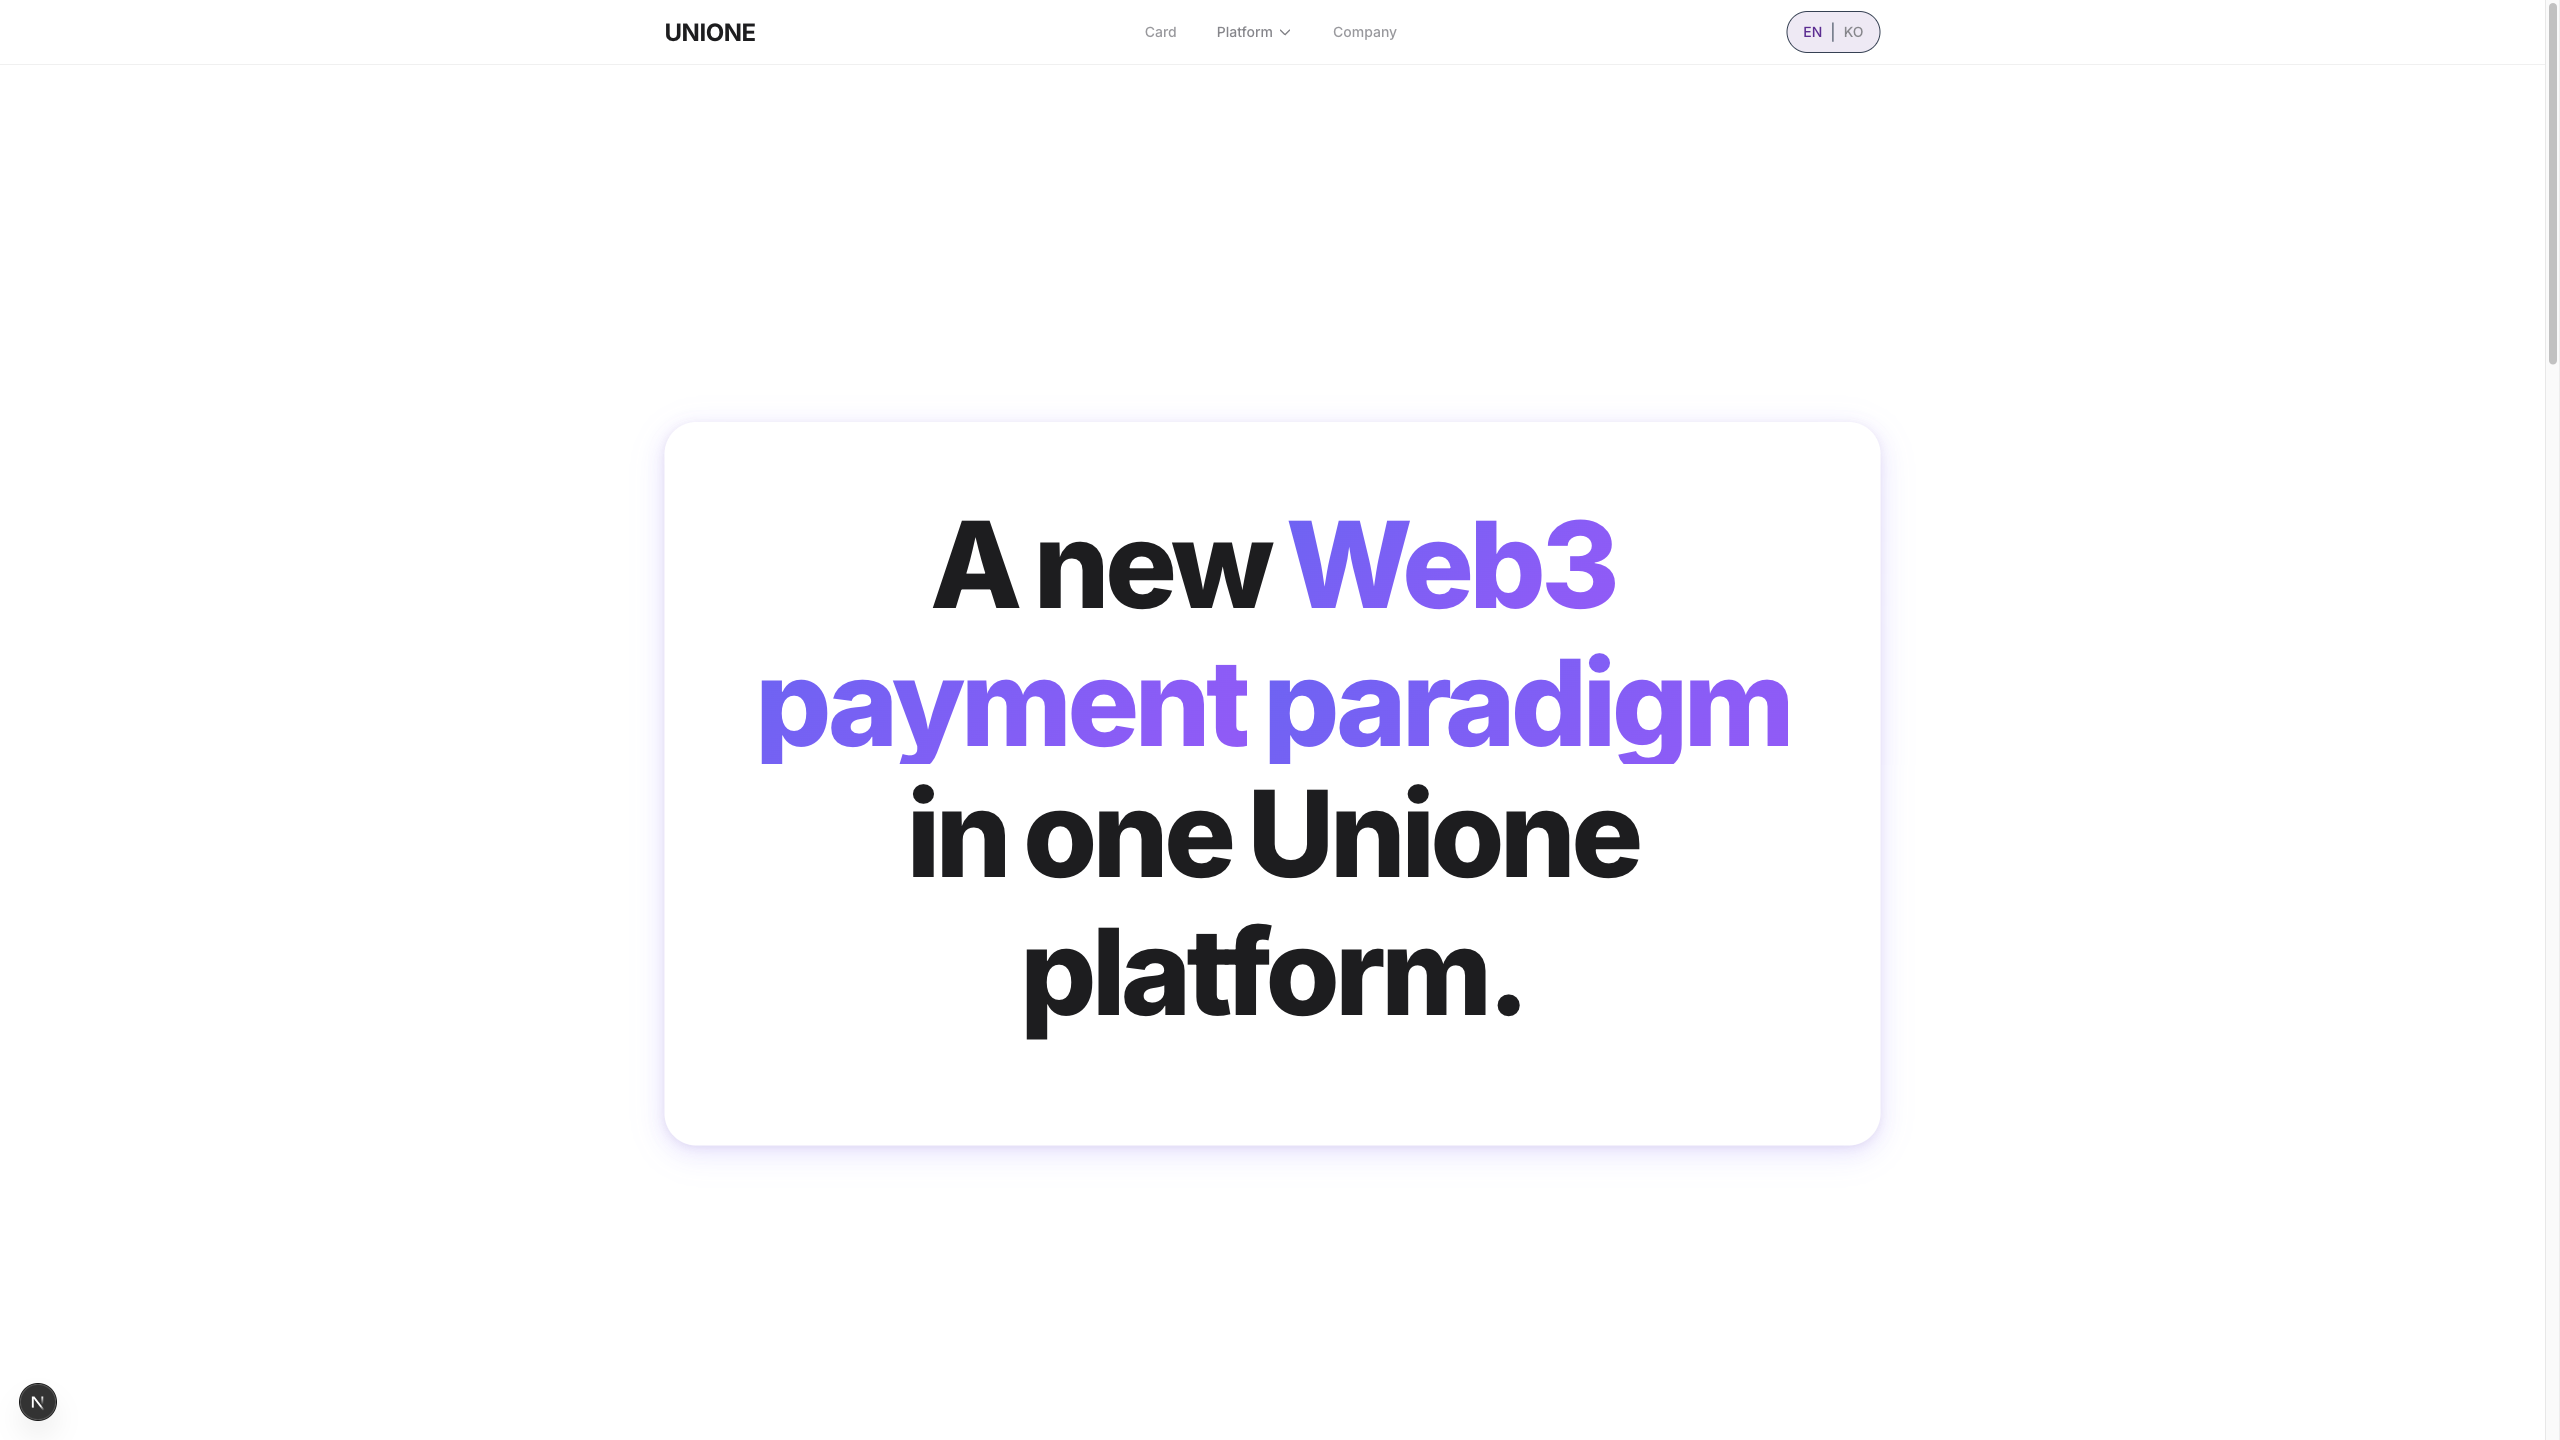 UNIONE
Card
Platform
Company
EN | KO
A new Web3
payment paradigm
in one Unione
platform.
N